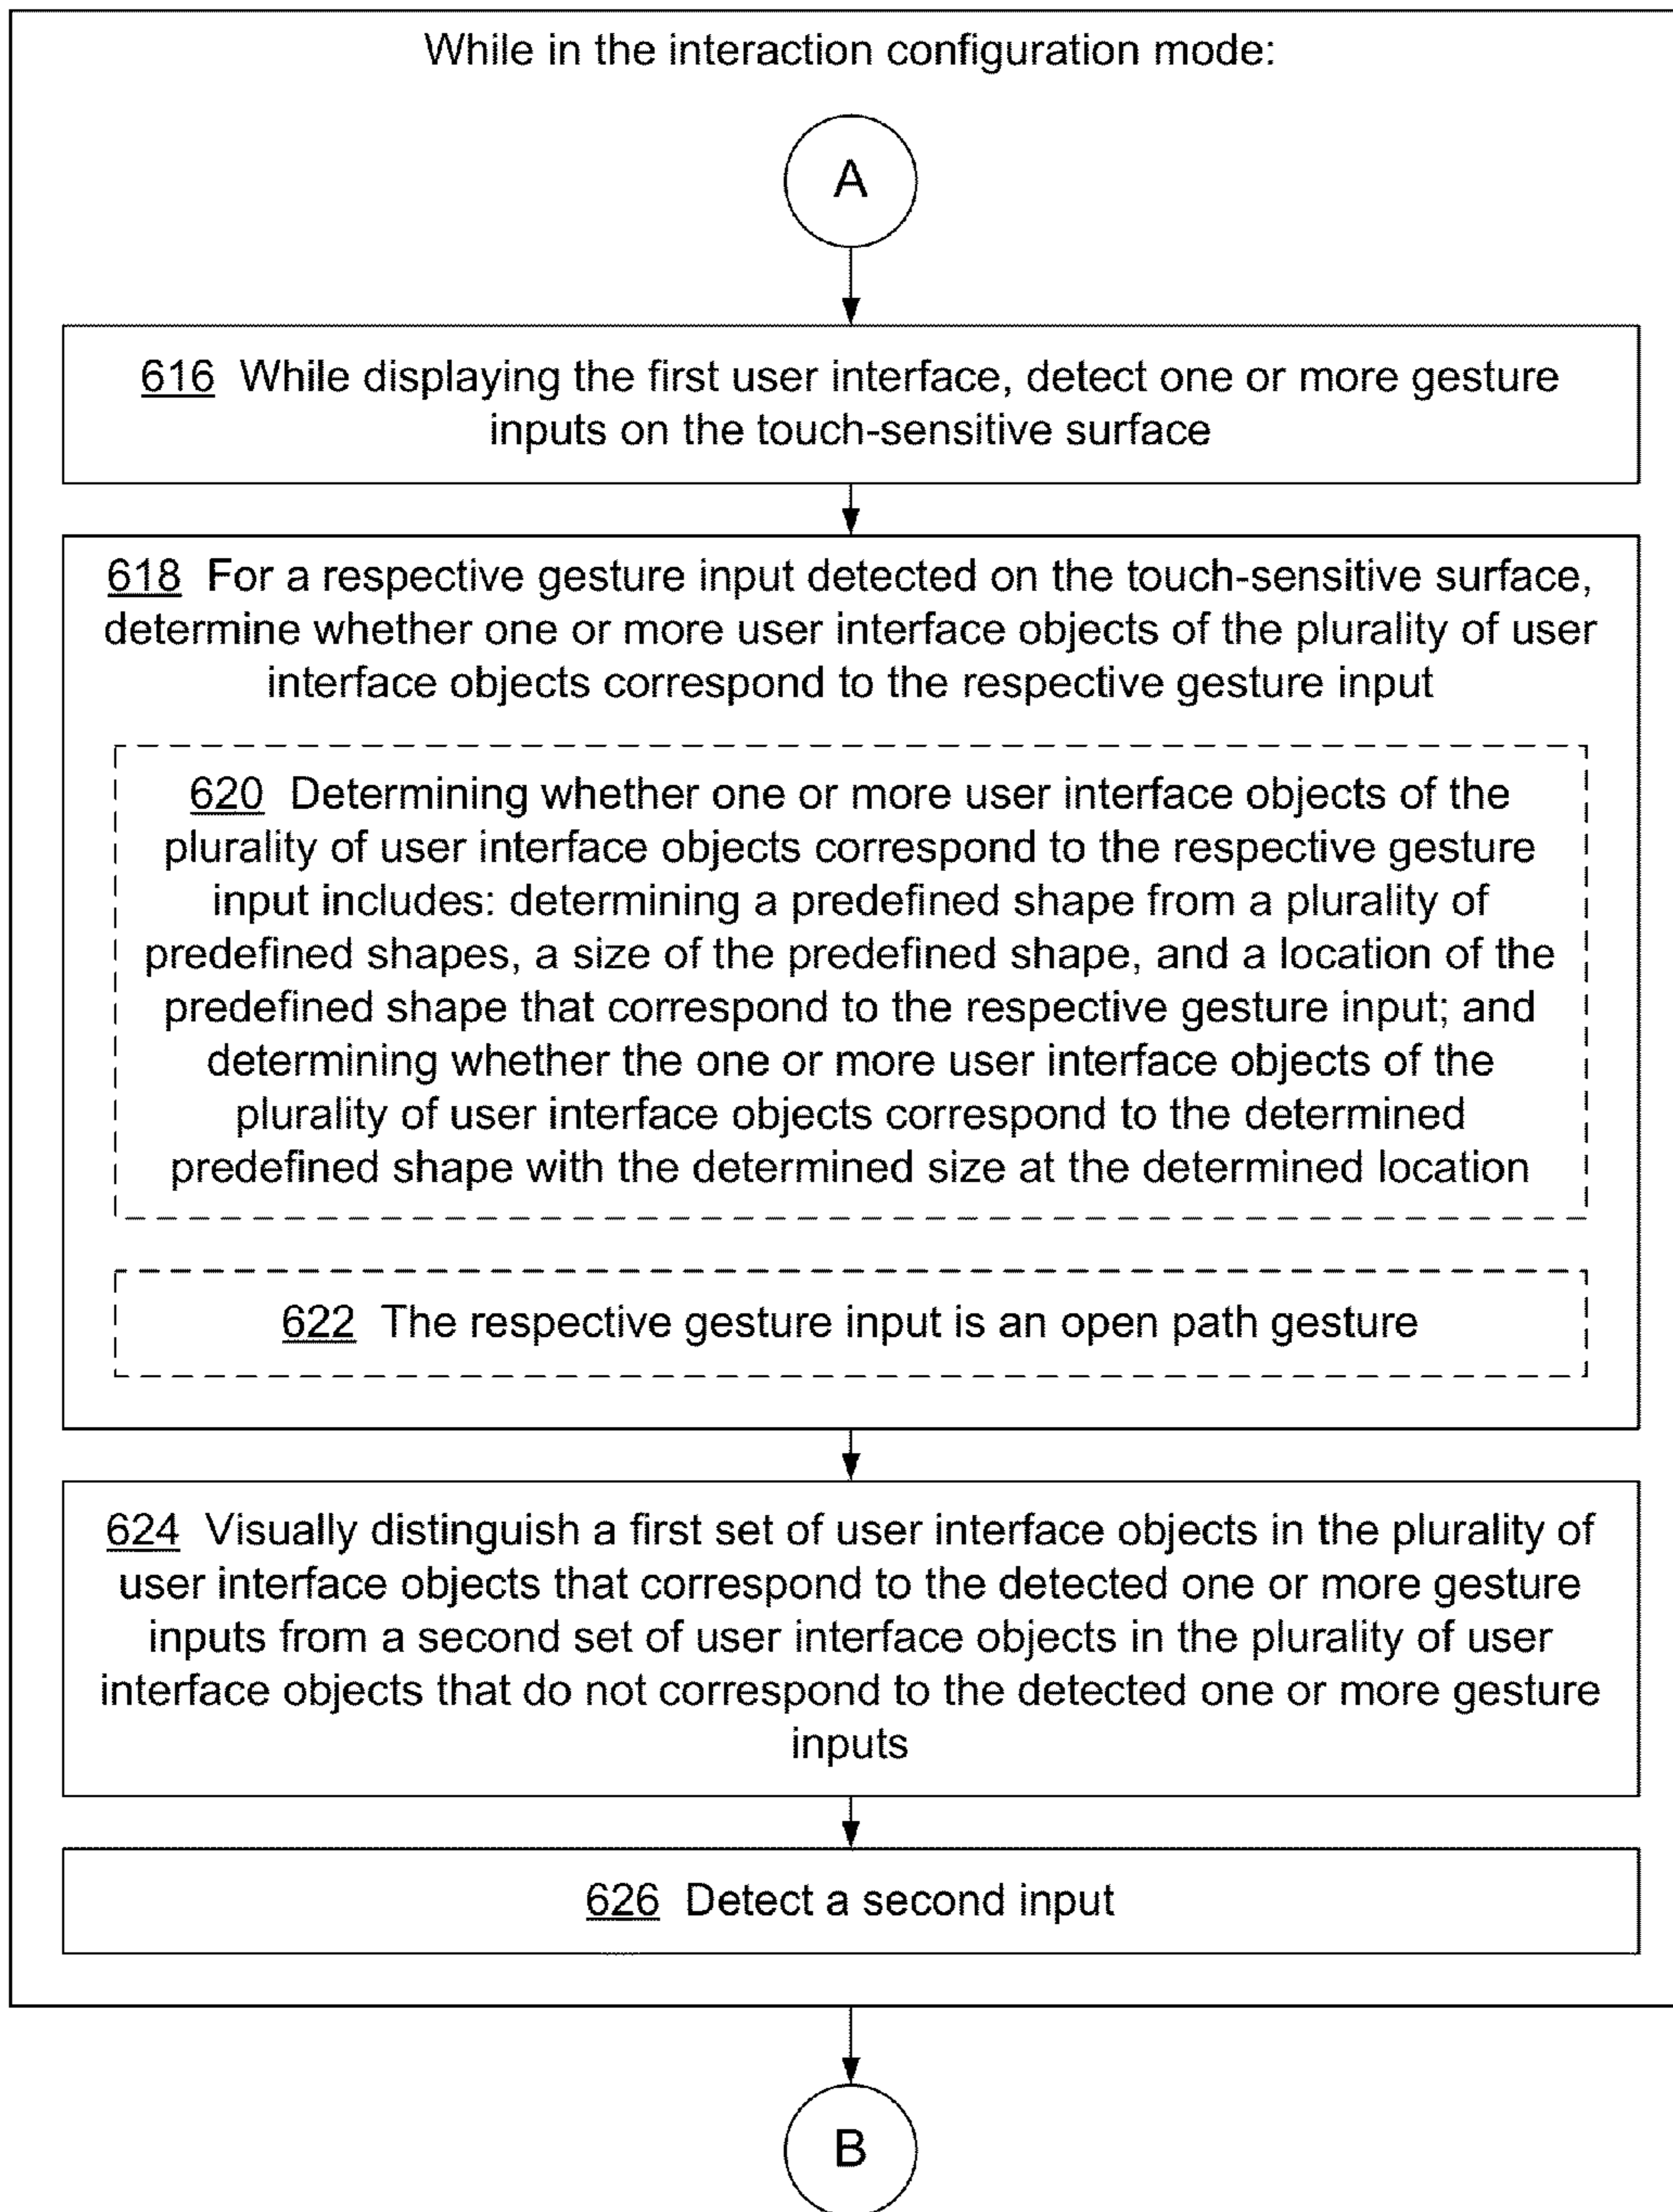 While in the interaction configuration mode:
A
616 While displaying the first user interface, detect one or more gesture
inputs on the touch-sensitive surface
618 For a respective gesture input detected on the touch-sensitive surface,
determine whether one or more user interface objects of the plurality of user
interface objects correspond to the respective gesture input
620 Determining whether one or more user interface objects of the
plurality of user interface objects correspond to the respective gesture
input includes: determining a predefined shape from a plurality of
predefined shapes, a size of the predefined shape, and a location of the
predefined shape that correspond to the respective gesture input; and
determining whether the one or more user interface objects of the
plurality of user interface objects correspond to the determined
predefined shape with the determined size at the determined location
622 The respective gesture input is an open path gesture
624 Visually distinguish a first set of user interface objects in the plurality of
user interface objects that correspond to the detected one or more gesture
inputs from a second set of user interface objects in the plurality of user
interface objects that do not correspond to the detected one or more gesture
inputs
626 Detect a second input
B